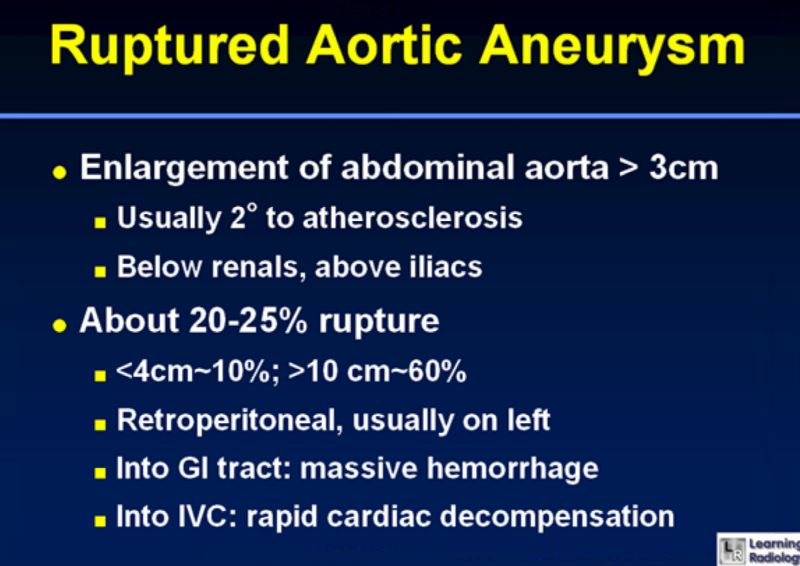 Ruptured Aortic Aneurysm
Enlargement of abdominal aorta > 3cm
Usually 2° to atherosclerosis
Below renals, above iliacs
About 20-25% rupture
<4cm~10%; >10 cm~60%
Retroperitoneal, usually on left
Into GI tract: massive hemorrhage
Into IVC: rapid cardiac decompensation
LR
Learning
Radiology